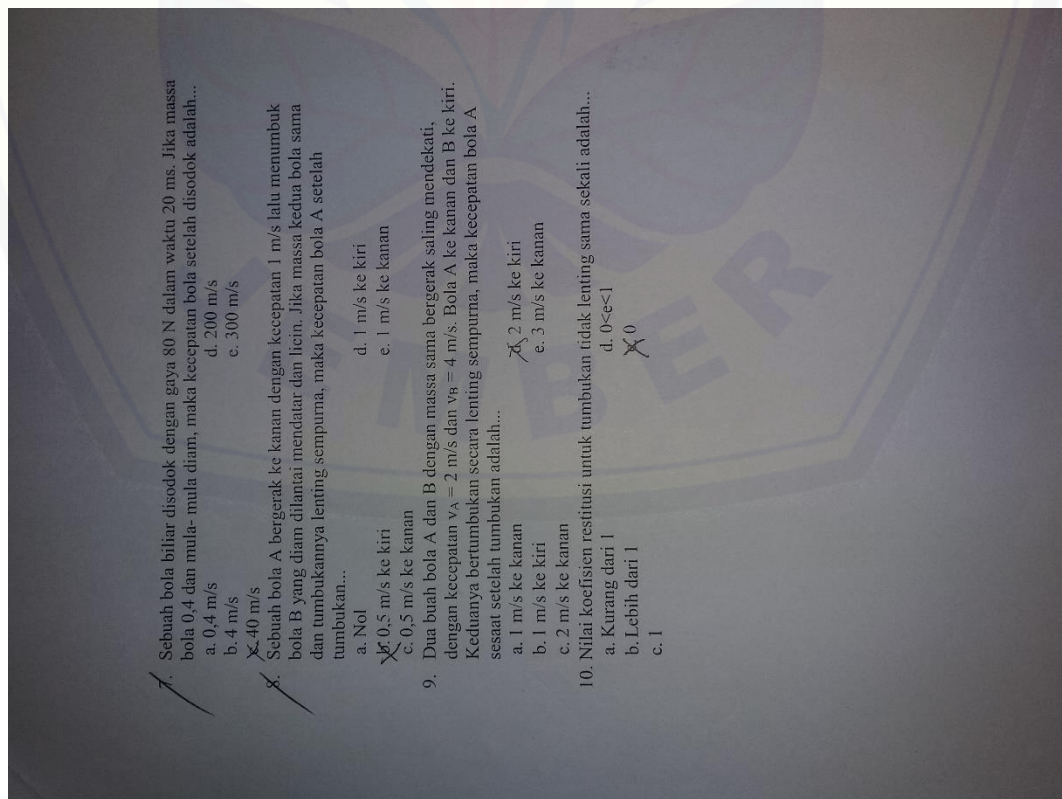 7. Sebuah bola biliar disodok dengan gaya 80 N dalam waktu 20 ms. Jika massa
bola 0,4 dan mula- mula diam, maka kecepatan bola setelah disodok adalah...
a. 0,4 m/s d. 200 m/s
b. 4 m/s e. 300 m/s
c. 40 m/s
8. Sebuah bola A bergerak ke kanan dengan kecepatan 1 m/s lalu menumbuk
bola B yang diam dilantai mendatar dan licin. Jika massa kedua bola sama
dan tumbukannya lenting sempurna, maka kecepatan bola A setelah
tumbukan...
a. Nol d. 1 m/s ke kiri
b. 0,5 m/s ke kiri e. 1 m/s ke kanan
c. 0,5 m/s ke kanan
9. Dua buah bola A dan B dengan massa sama bergerak saling mendekati,
dengan kecepatan vA = 2 m/s dan vB = 4 m/s. Bola A ke kanan dan B ke kiri.
Keduanya bertumbukan secara lenting sempurna, maka kecepatan bola A
sesaat setelah tumbukan adalah...
a. 1 m/s ke kanan d. 2 m/s ke kiri
b. 1 m/s ke kiri e. 3 m/s ke kanan
c. 2 m/s ke kanan
10. Nilai koefisien restitusi untuk tumbukan tidak lenting sama sekali adalah...
a. Kurang dari 1 d. 0<e<1
b. Lebih dari 1 e. 0
c. 1